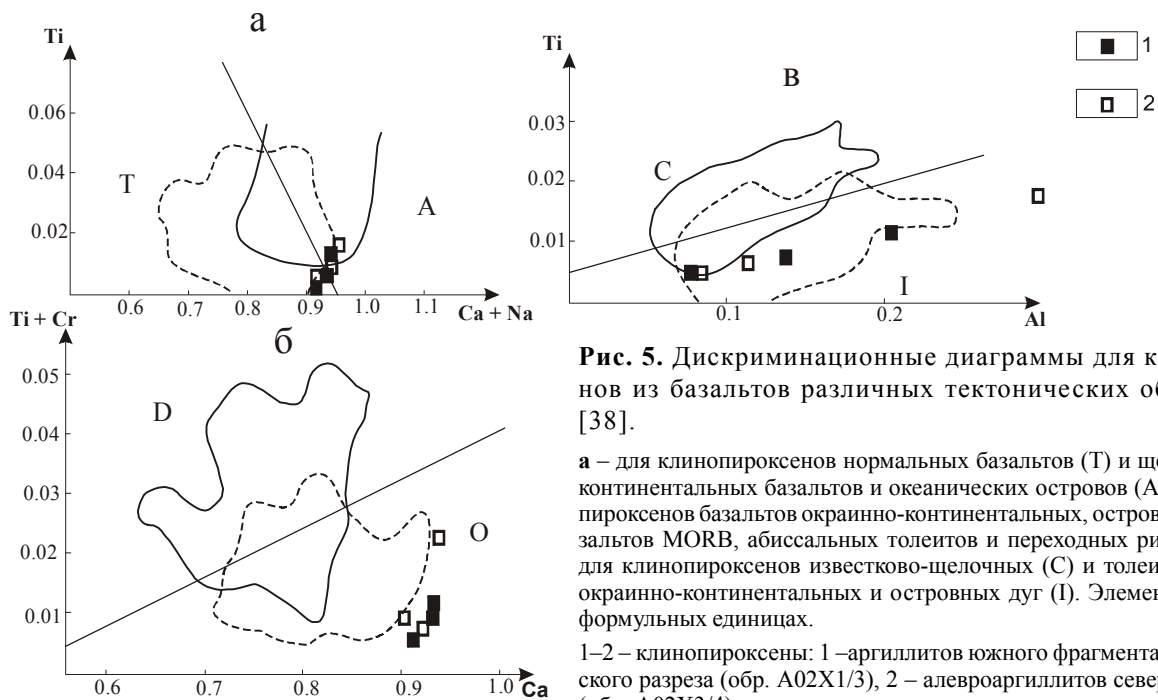 а
Ti
0.06
0.04
0.02
T
A
0.6 0.7 0.8 0.9 1.0 1.1
Ca + Na
Ti
0.03
0.02
0.01
B
C
I
0.1 0.2
Al
1
2
Ti + Cr
б
0.05
0.04
0.03
0.02
0.01
D
O
0.6 0.7 0.8 0.9 1.0
Ca
Рис. 5. Дискриминационные диаграммы для к
нов из базальтов различных тектонических об
[38].
а – для клинопироксенов нормальных базальтов (Т) и ще
континентальных базальтов и океанических островов (А
пироксенов базальтов окраинно-континентальных, остров
зальтов MORB, абиссальных толеитов и переходных ри
для клинопироксенов известково-щелочных (С) и толеи
окраинно-континентальных и островных дуг (I). Элемен
формульных единицах.
1–2 – клинопироксены: 1 –аргиллитов южного фрагмента
ского разреза (обр. А02Х1/3), 2 – алевроаргиллитов север